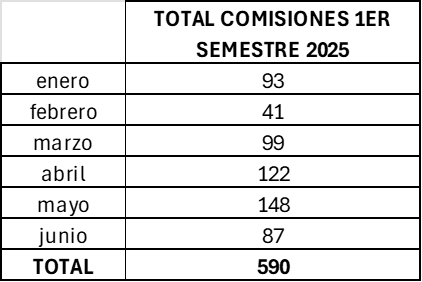 TOTAL COMISIONES 1ER
SEMESTRE 2025
enero 93
febrero 41
marzo 99
abril 122
mayo 148
junio 87
TOTAL 590